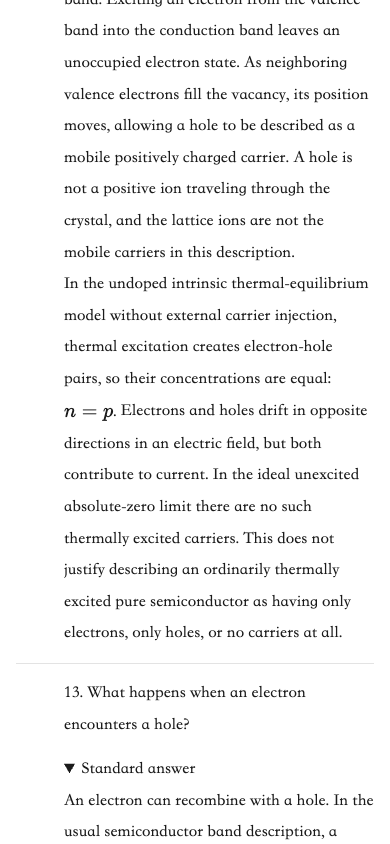 band. Exciting an electron from the valence
band into the conduction band leaves an
unoccupied electron state. As neighboring
valence electrons fill the vacancy, its position
moves, allowing a hole to be described as a
mobile positively charged carrier. A hole is
not a positive ion traveling through the
crystal, and the lattice ions are not the
mobile carriers in this description.
In the undoped intrinsic thermal-equilibrium
model without external carrier injection,
thermal excitation creates electron-hole
pairs, so their concentrations are equal:
n = p. Electrons and holes drift in opposite
directions in an electric field, but both
contribute to current. In the ideal unexcited
absolute-zero limit there are no such
thermally excited carriers. This does not
justify describing an ordinarily thermally
excited pure semiconductor as having only
electrons, only holes, or no carriers at all.
13. What happens when an electron
encounters a hole?
▼ Standard answer
An electron can recombine with a hole. In the
usual semiconductor band description, a